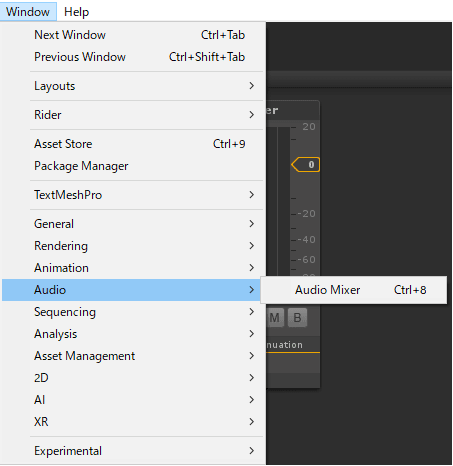 Window Help
Next Window Ctrl+Tab
Previous Window Ctrl+Shift+Tab
Layouts
Rider
Asset Store Ctrl+9
Package Manager
TextMeshPro
General
Rendering
Animation
Audio
Audio Mixer Ctrl+8
Sequencing
Analysis
Asset Management
2D
AI
XR
Experimental
er
20
0
-20
-40
-60
M B
nuation